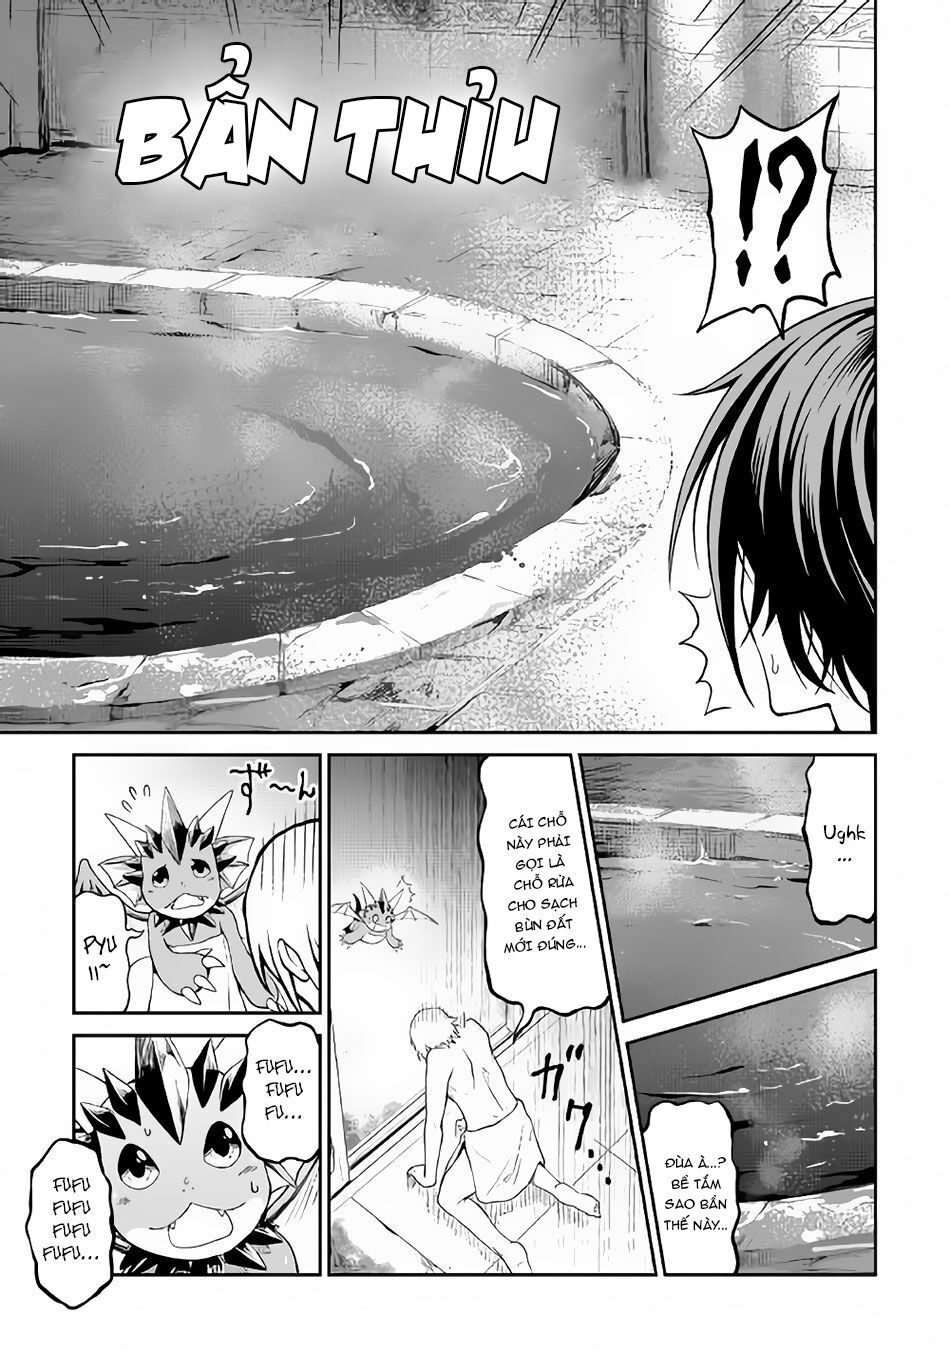 BẨN THỈU
!?
Ughk
...
ĐÙA À...?
BỂ TẮM
SAO BẨN
THẾ NÀY...
CÁI CHỖ
NÀY PHẢI
GỌI LÀ
CHỖ RỬA
CHO SẠCH
BÙN ĐẤT
MỚI ĐÚNG...
ガク...
ず〜ん
PYU
II~
FUFU...
FUFU
FU...
FUFU
FUFU
FUFU
FUFU...